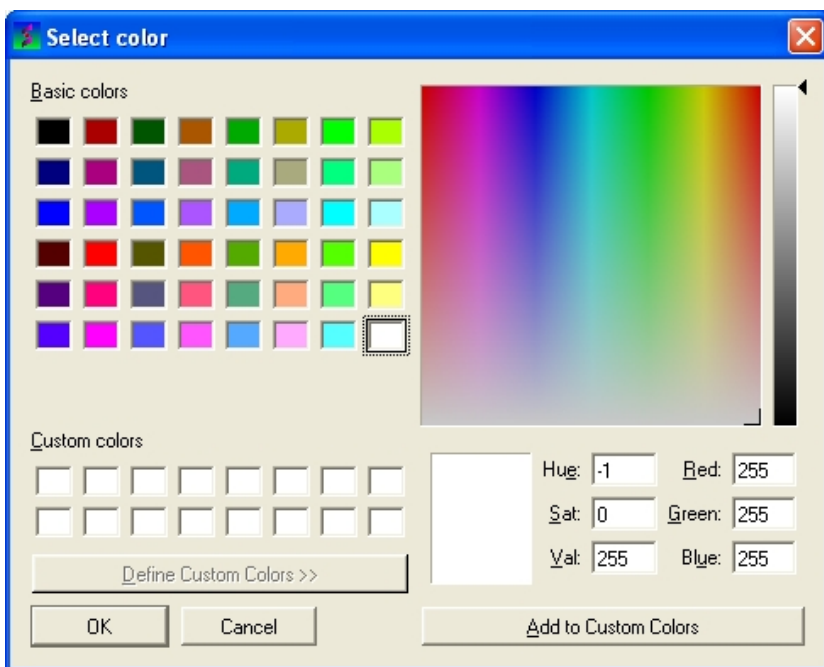 Select color
Basic colors
Custom colors
Hue: -1 Red: 255
Sat: 0 Green: 255
Val: 255 Blue: 255
Define Custom Colors >>
OK Cancel Add to Custom Colors